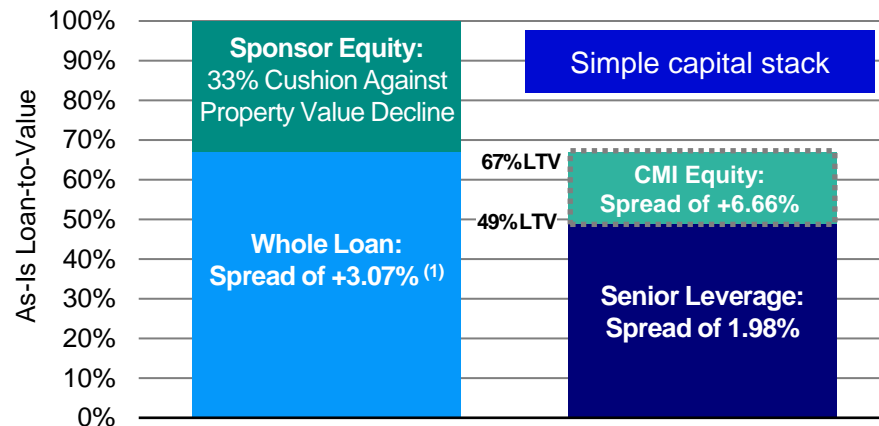 100%
90%
80%
70%
60%
50%
40%
30%
20%
10%
0%
As-Is Loan-to-Value
Sponsor Equity:
33% Cushion Against
Property Value Decline
Whole Loan:
Spread of +3.07% (1)
Simple capital stack
67% LTV
49% LTV
CMI Equity:
Spread of +6.66%
Senior Leverage:
Spread of 1.98%